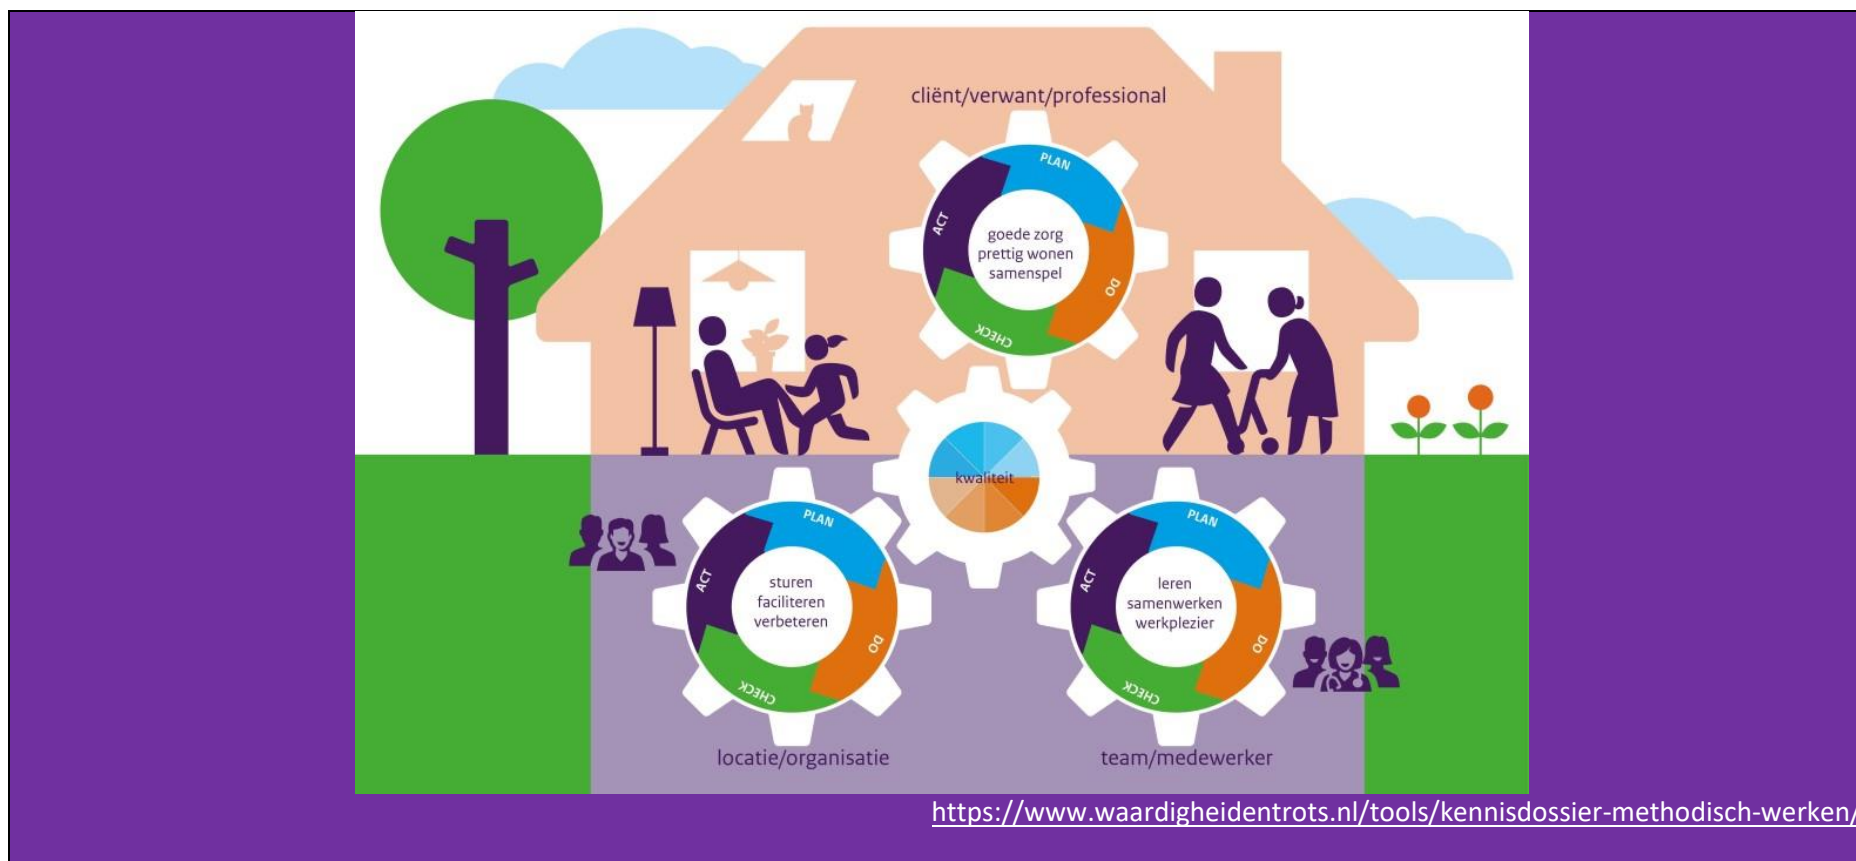 cliënt/verwant/professional
PLAN
DO
CHECK
ACT
goede zorg
prettig wonen
samenspel
kwaliteit
PLAN
DO
CHECK
ACT
sturen
faciliteren
verbeteren
locatie/organisatie
PLAN
DO
CHECK
ACT
leren
samenwerken
werkplezier
team/medewerker
https://www.waardigheidentrots.nl/tools/kennisdossier-methodisch-werken/